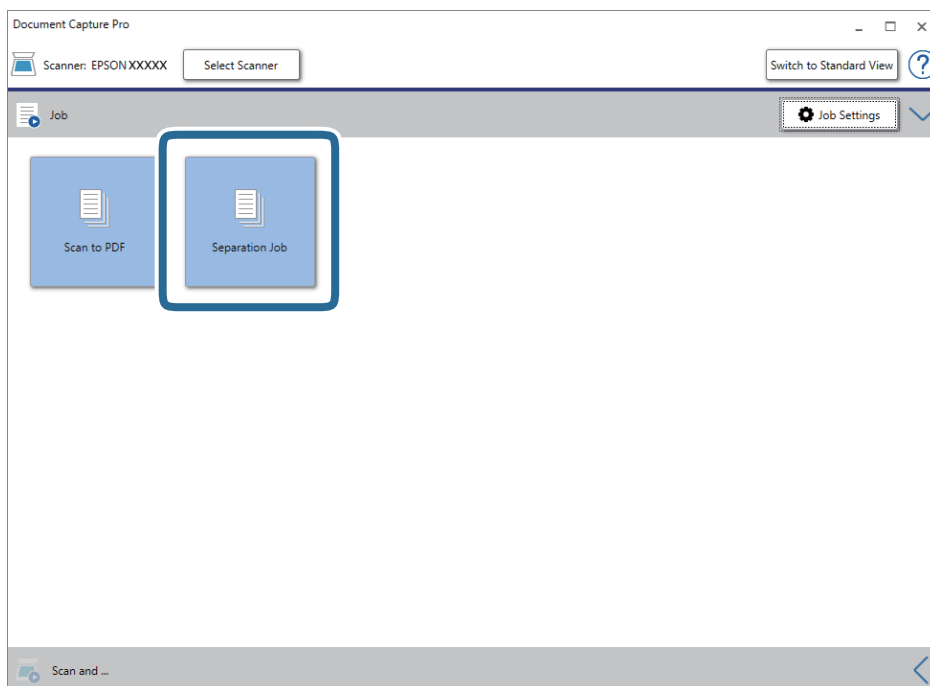 Document Capture Pro
Scanner: EPSON XXXXX Select Scanner Switch to Standard View ?
Job Job Settings
Scan to PDF Separation Job
Scan and ...